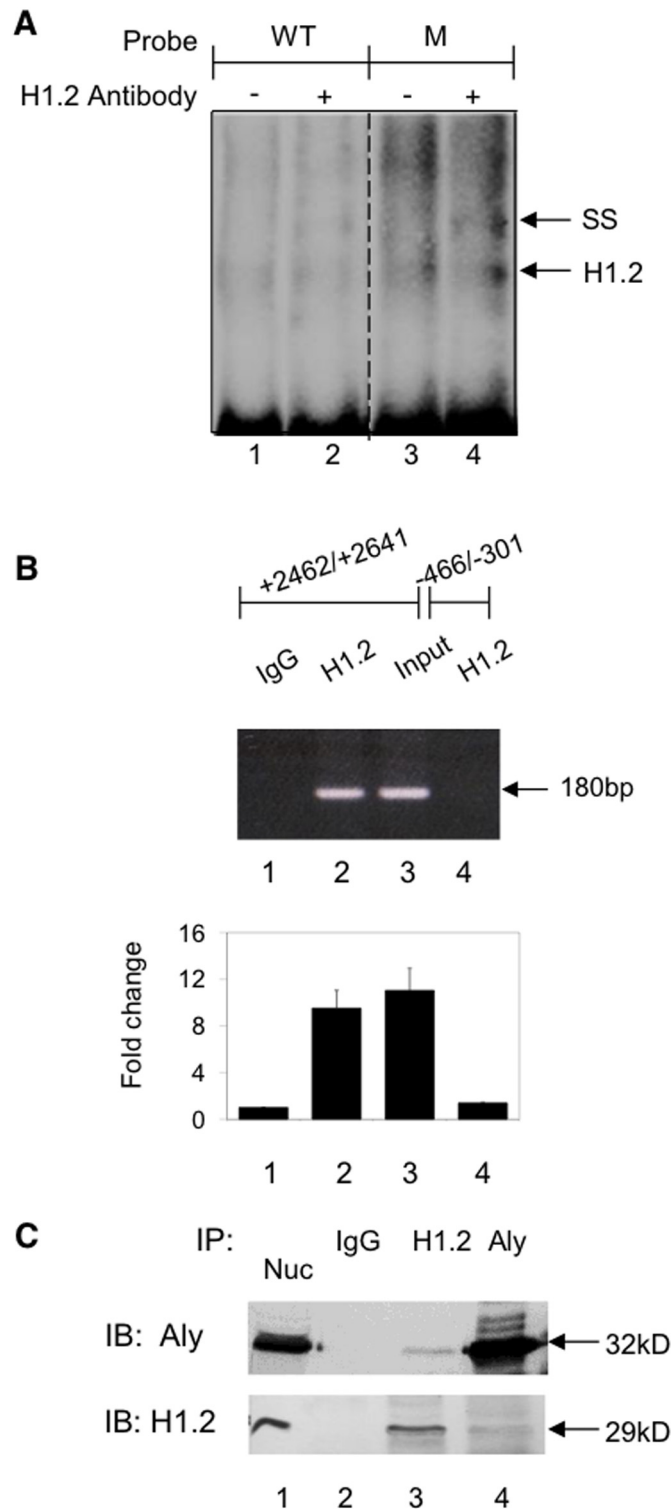 A
Probe WT M
H1.2 Antibody - + - +
SS
H1.2
1 2 3 4
B
+2462/+2641 -466/-301
IgG H1.2 Input H1.2
180bp
1 2 3 4
16
12
8
4
0
Fold change
1 2 3 4
C
IP: IgG H1.2 Aly
Nuc
IB: Aly 32kD
IB: H1.2 29kD
1 2 3 4